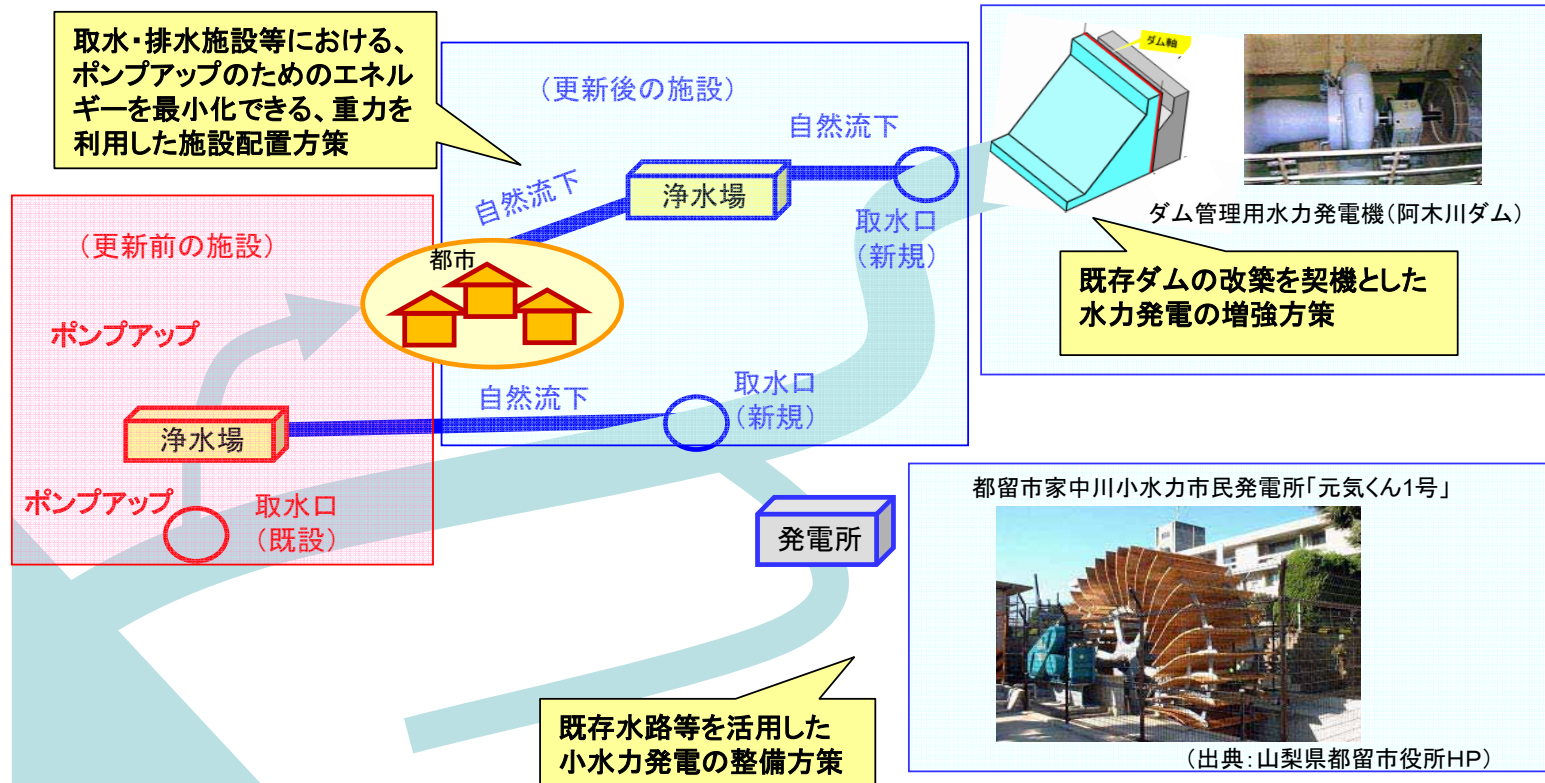 取水・排水施設等における、
ポンプアップのためのエネル
ギーを最小化できる、重力を
利用した施設配置方策
（更新後の施設）
自然流下
浄水場
自然流下
取水口
（新規）
ダム軸
ダム管理用水力発電機（阿木川ダム）
既存ダムの改築を契機とした
水力発電の増強方策
（更新前の施設）
都市
ポンプアップ
自然流下
取水口
（新規）
浄水場
ポンプアップ
取水口
（既設）
発電所
都留市家中川小水力市民発電所「元気くん1号」
（出典：山梨県都留市役所HP）
既存水路等を活用した
小水力発電の整備方策